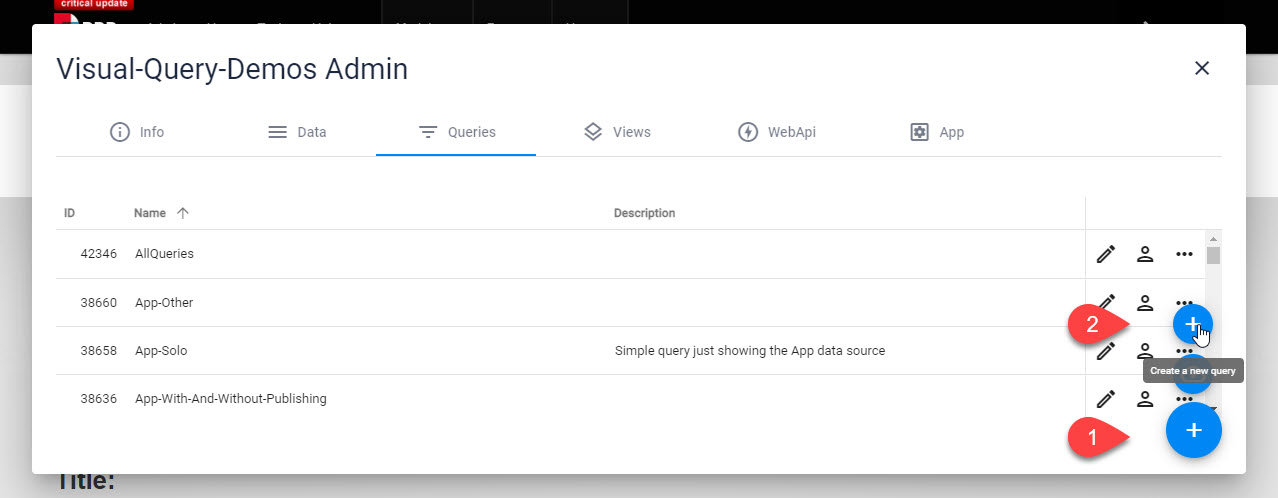 critical update
Visual-Query-Demos Admin
Info
Data
Queries
Views
WebApi
App
ID Name Description
42346 AllQueries
38660 App-Other
2
38658 App-Solo Simple query just showing the App data source
Create a new query
38636 App-With-And-Without-Publishing
1
Title: